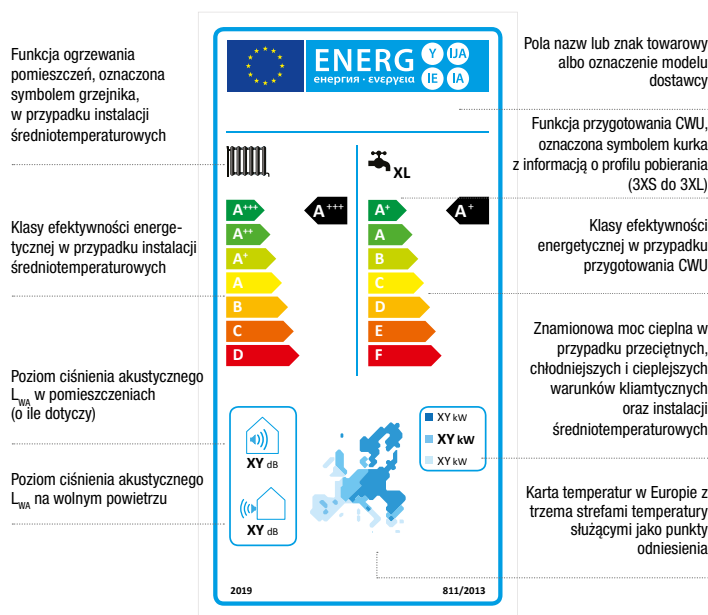 Funkcja ogrzewania
pomieszczeń, oznaczona
symbolem grzejnika,
w przypadku instalacji
średniotemperaturowych
Klasy efektywności energe-
tycznej w przypadku instalacji
średniotemperaturowych
Poziom ciśnienia akustycznego
LWA w pomieszczeniach
(o ile dotyczy)
Poziom ciśnienia akustycznego
LWA na wolnym powietrzu
ENERG Y IJA
енергия · ενεργεια IE IA
XL
A+++ A+++
A++
A+
A
B
C
D
A+ A+
A
B
C
D
E
F
XY dB
XY dB
XY kW
XY kW
XY kW
2019 811/2013
Pola nazw lub znak towarowy
albo oznaczenie modelu
dostawcy
Funkcja przygotowania CWU,
oznaczona symbolem kurka
z informacją o profilu pobierania
(3XS do 3XL)
Klasy efektywności
energetycznej w przypadku
przygotowania CWU
Znamionowa moc cieplna w
przypadku przeciętnych,
chłodniejszych i cieplejszych
warunków kliamtycznych
oraz instalacji
średniotemperaturowych
Karta temperatur w Europie z
trzema strefami temperatury
służącymi jako punkty
odniesienia